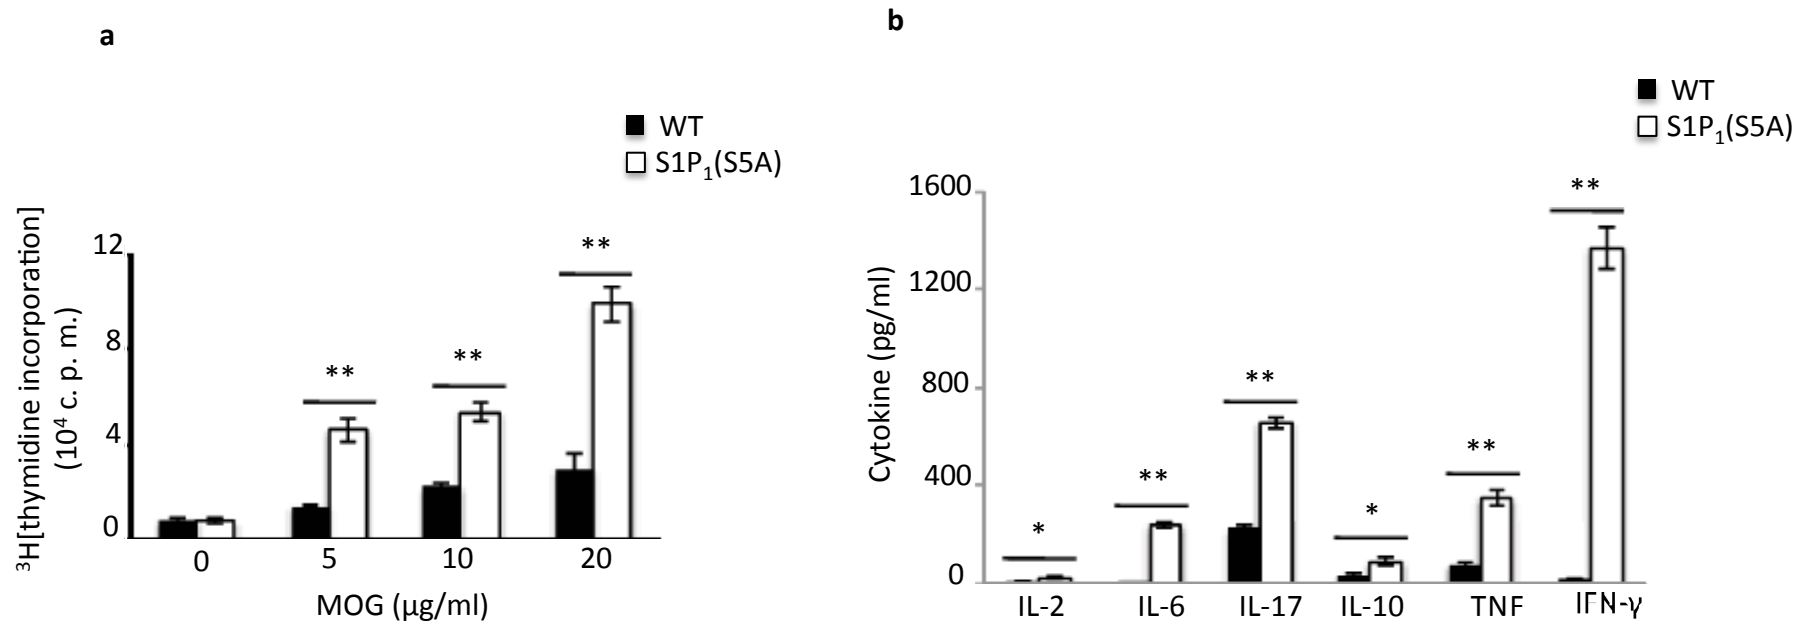 a
WT
S1P1(S5A)
³H[thymidine incorporation]
(10⁴ c. p. m.)
12
8
4
0
**
**
**
0
5
10
20
MOG (μg/ml)
b
WT
S1P1(S5A)
Cytokine (pg/ml)
1600
1200
800
400
0
*
**
**
*
**
**
IL-2
IL-6
IL-17
IL-10
TNF
IFN-γ